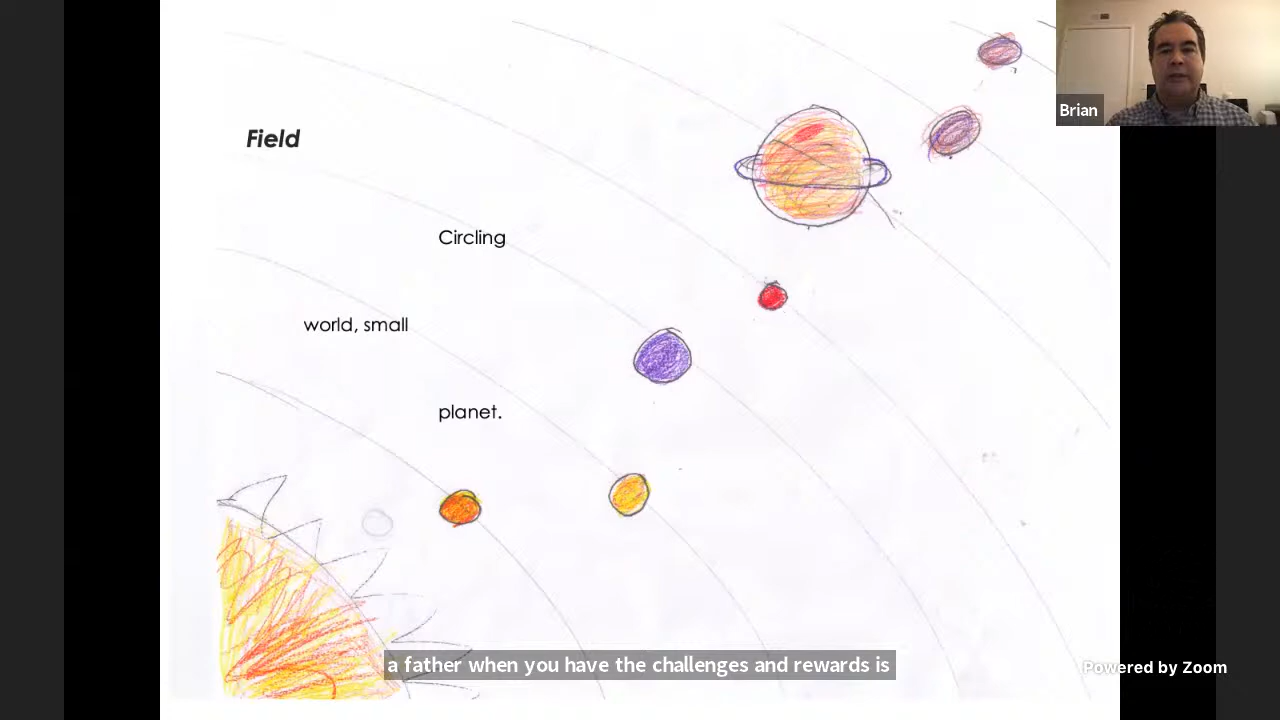 Brian
Field
Circling
world, small
planet.
a father when you have the challenges and rewards is
Powered by Zoom